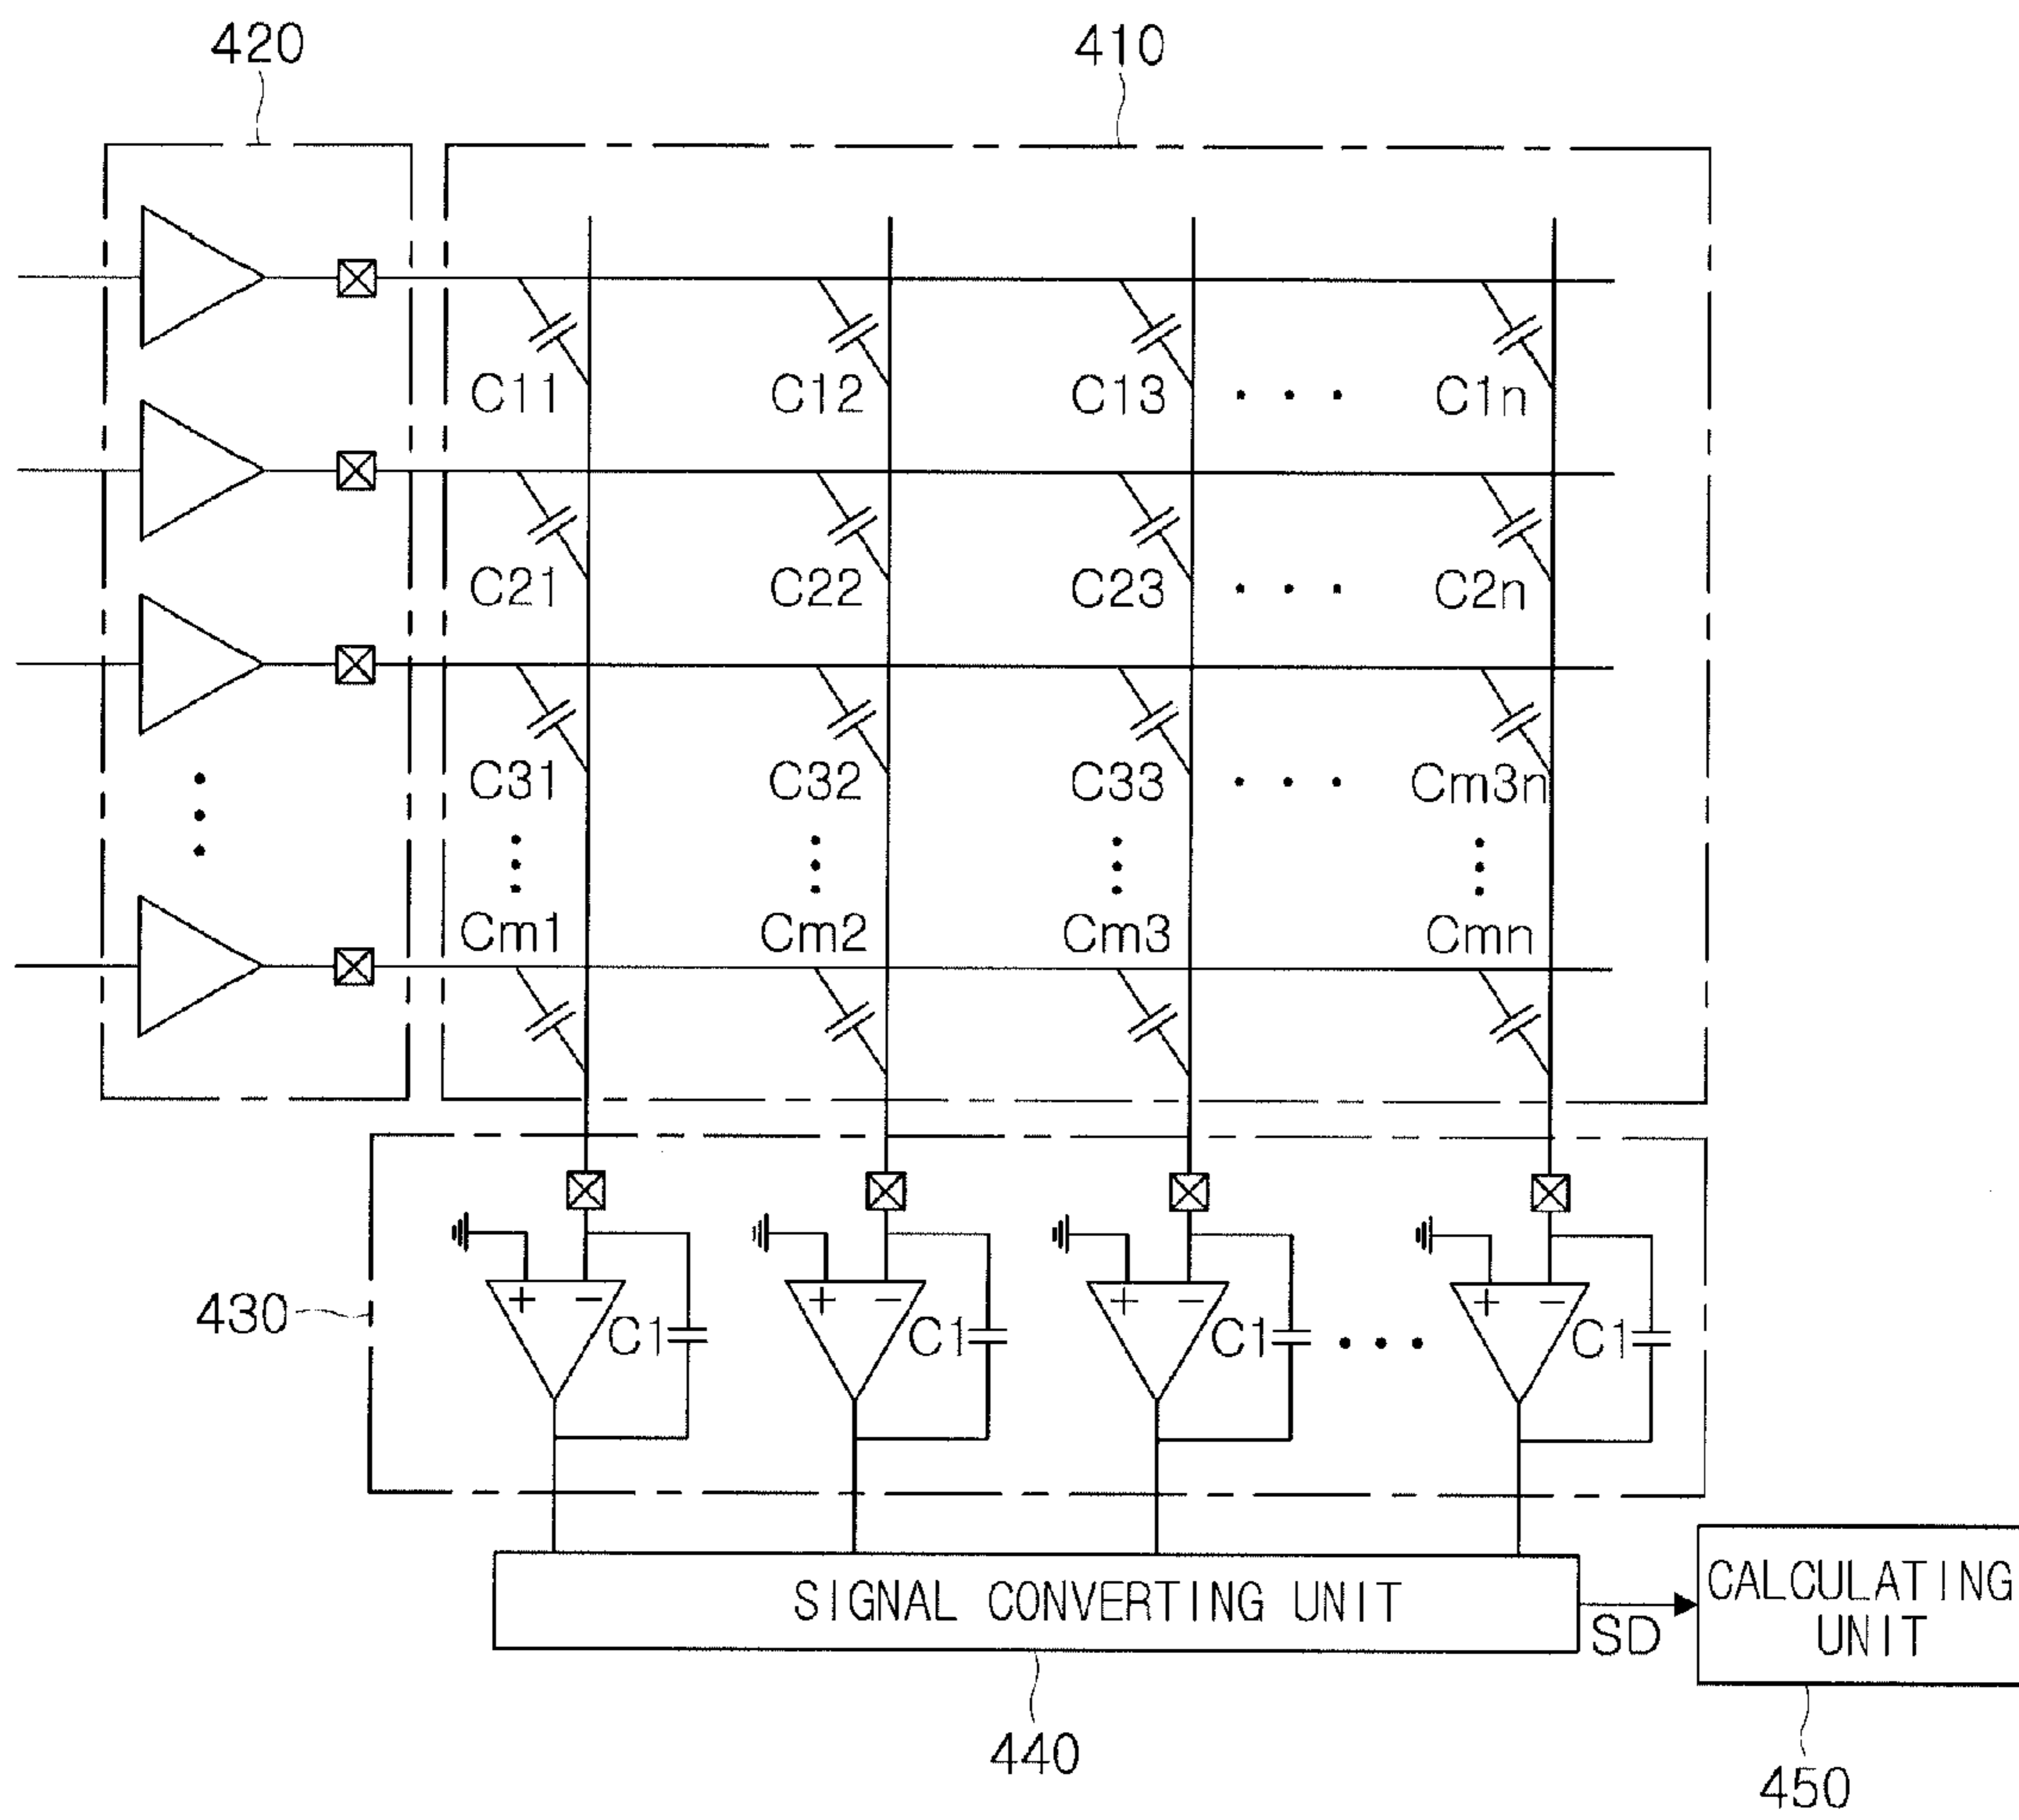 420 410
C11 C12 C13 • • • C1n
C21 C22 C23 • • • C2n
C31 C32 C33 • • • Cm3n
Cm1 Cm2 Cm3 Cmn
430
+ − C1 + − C1 + − C1 • • • + − C1
SIGNAL CONVERTING UNIT
SD
CALCULATING
UNIT
440
450